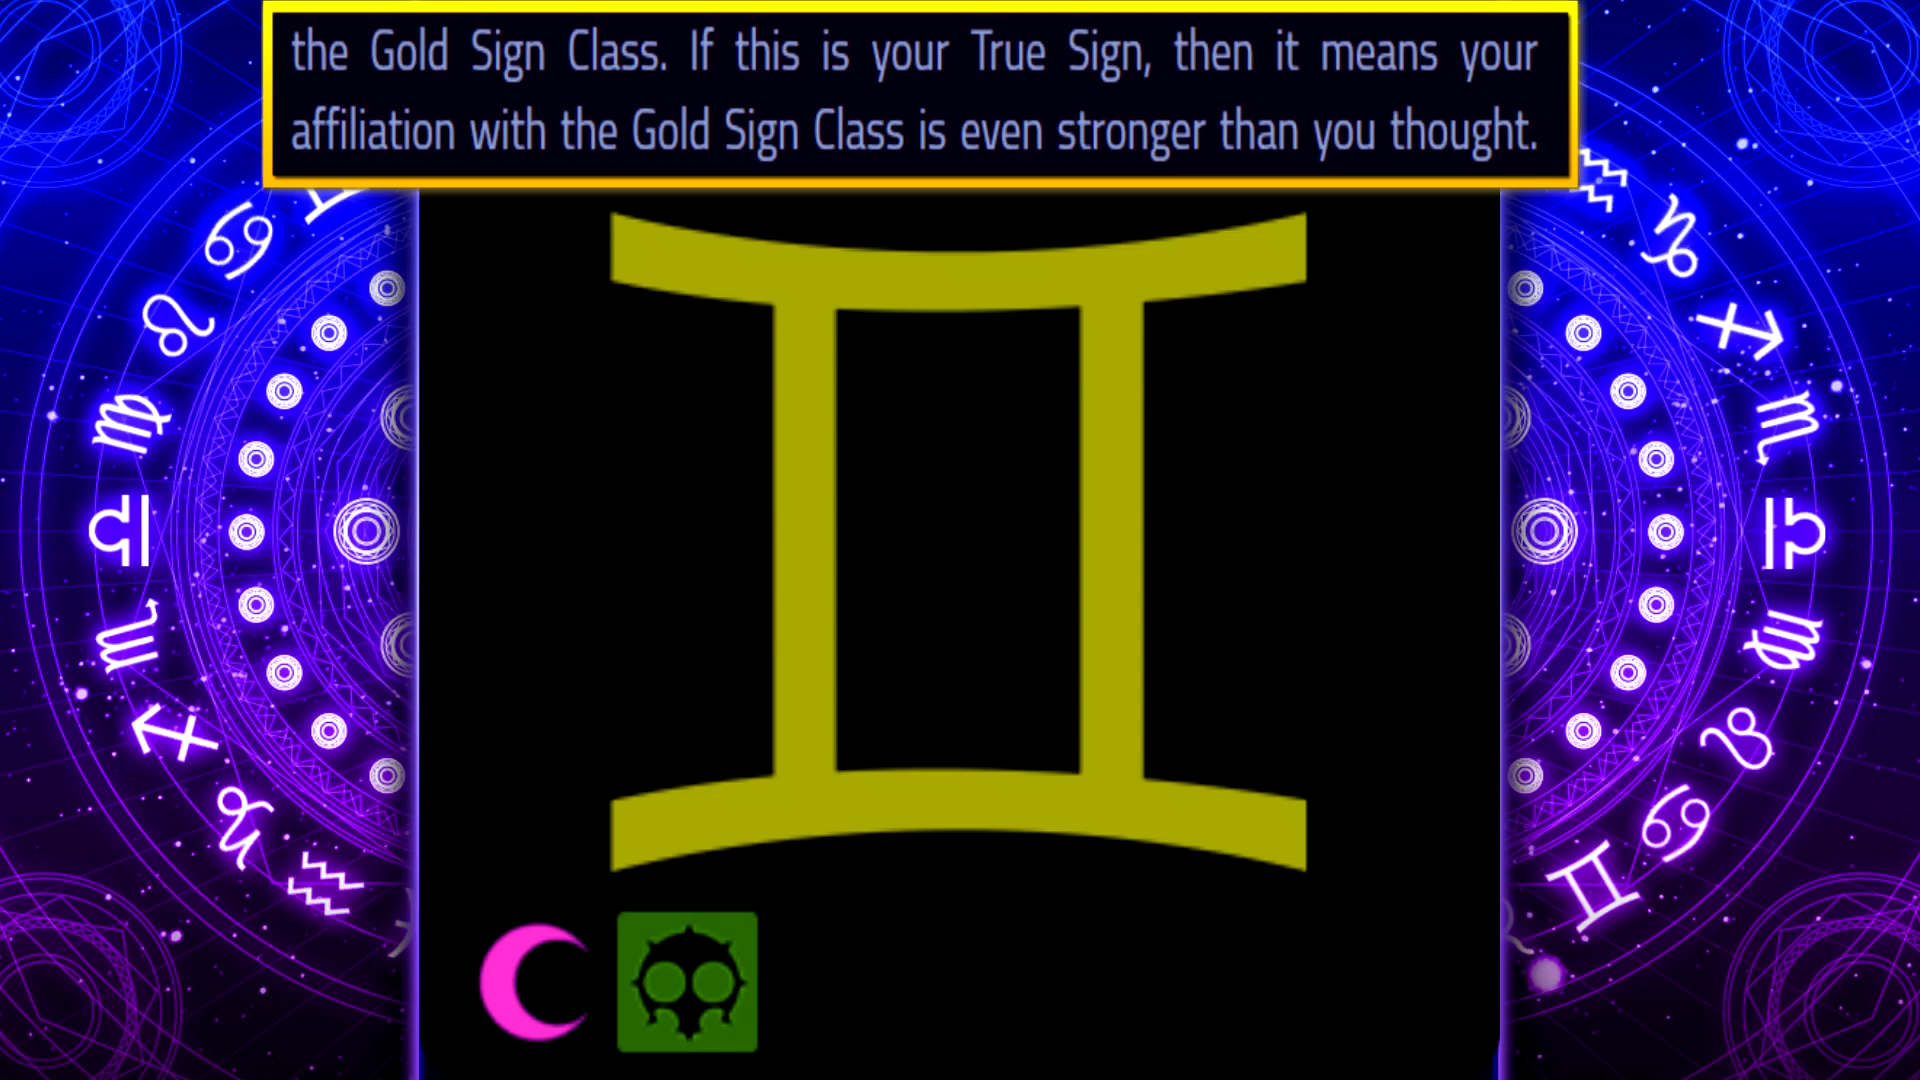 the Gold Sign Class. If this is your True Sign, then it means your
affiliation with the Gold Sign Class is even stronger than you thought.